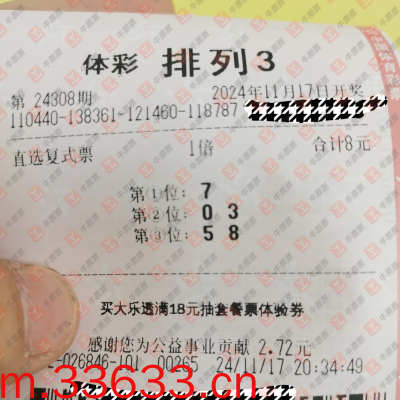 体彩 排列3
第 24308期 2024年11月17日开奖
110440-138361-121460-118787
直选复式票 1倍 合计8元
第1位: 7
第2位: 0 3
第3位: 5 8
买大乐透满18元抽套餐票体验券
感谢您为公益事业贡献 2.72元
-026846-101 00265 24/11/17 20:34:49
m.33633.cn